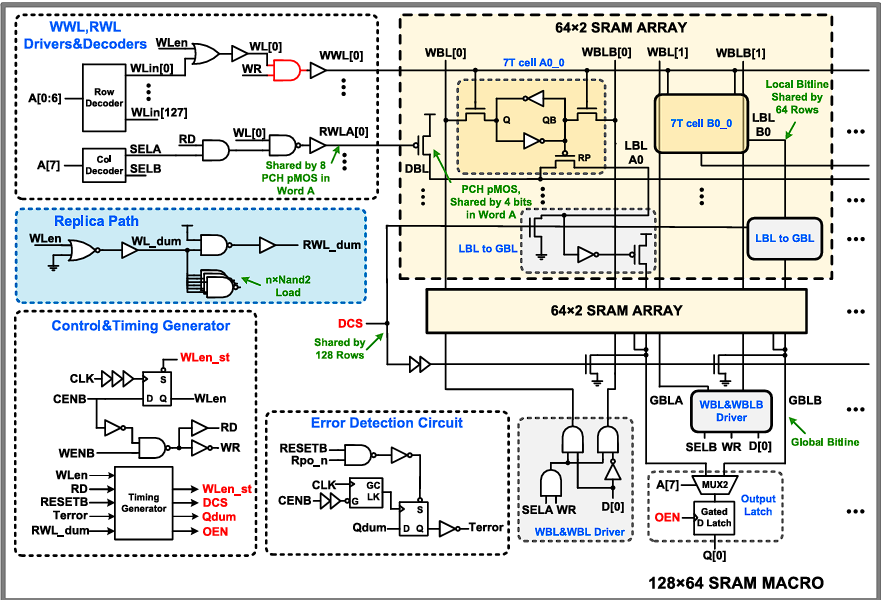 WWL,RWL
Drivers&Decoders
WLen
WLin[0]
WL[0]
WR
WWL[0]
A[0:6]
Row
Decoder
WLin[127]
RD
WL[0]
RWLA[0]
SELA
A[7]
Col
Decoder
SELB
Shared by 8
PCH pMOS in
Word A
64×2 SRAM ARRAY
WBL[0]
WBLB[0]
WBL[1]
WBLB[1]
7T cell A0_0
Q
QB
RP
LBL
A0
7T cell B0_0
LBL
B0
Local Bitline
Shared by
64 Rows
DBL
PCH pMOS,
Shared by 4 bits
in Word A
LBL to GBL
LBL to GBL
Replica Path
WLen
WL_dum
RWL_dum
n×Nand2
Load
64×2 SRAM ARRAY
DCS
Shared by
128 Rows
Control&Timing Generator
WLen_st
CLK
S
CENB
D Q
WLen
RD
WENB
WR
WLen
RD
RESETB
Terror
RWL_dum
Timing
Generator
WLen_st
DCS
Qdum
OEN
Error Detection Circuit
RESETB
Rpo_n
CLK
GC
LK
CENB
G
S
Qdum
D Q
Terror
SELA WR
D[0]
WBL&WBL Driver
GBLA
WBL&WBLB
Driver
GBLB
SELB WR D[0]
Global Bitline
A[7]
MUX2
Output
Latch
OEN
Gated
D Latch
Q[0]
128×64 SRAM MACRO